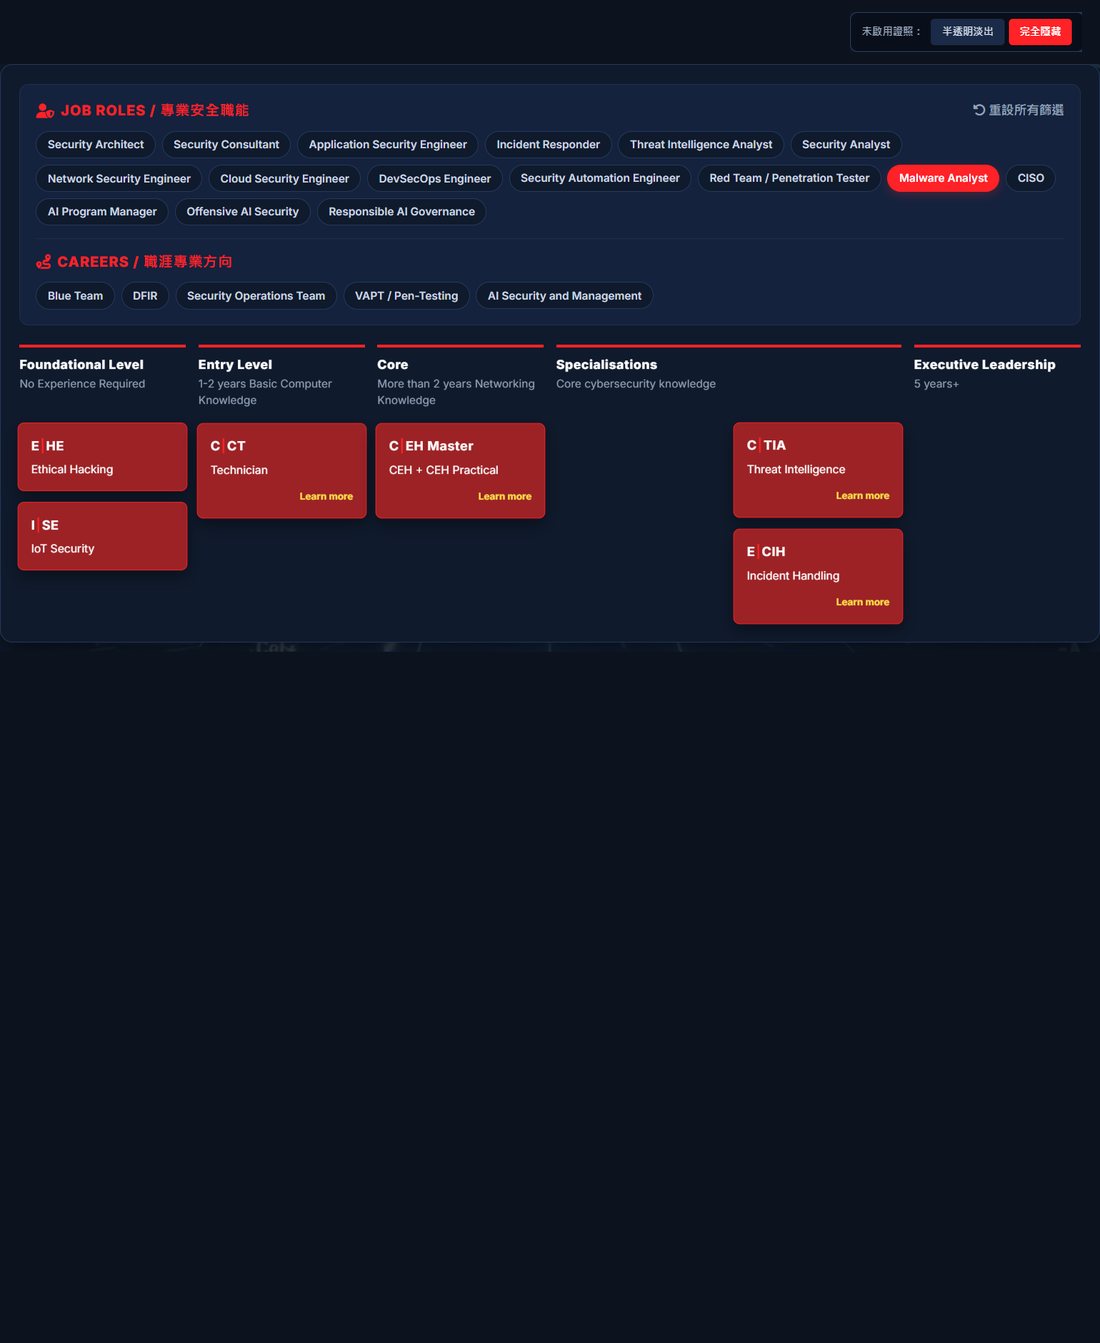 未啟用證照：
半透明淡出
完全隱藏
JOB ROLES / 專業安全職能
重設所有篩選
Security Architect
Security Consultant
Application Security Engineer
Incident Responder
Threat Intelligence Analyst
Security Analyst
Network Security Engineer
Cloud Security Engineer
DevSecOps Engineer
Security Automation Engineer
Red Team / Penetration Tester
Malware Analyst
CISO
AI Program Manager
Offensive AI Security
Responsible AI Governance
CAREERS / 職涯專業方向
Blue Team
DFIR
Security Operations Team
VAPT / Pen-Testing
AI Security and Management
Foundational Level
No Experience Required
Entry Level
1-2 years Basic Computer
Knowledge
Core
More than 2 years Networking
Knowledge
Specialisations
Core cybersecurity knowledge
Executive Leadership
5 years+
E|HE
Ethical Hacking
I|SE
IoT Security
C|CT
Technician
Learn more
C|EH Master
CEH + CEH Practical
Learn more
C|TIA
Threat Intelligence
Learn more
E|CIH
Incident Handling
Learn more